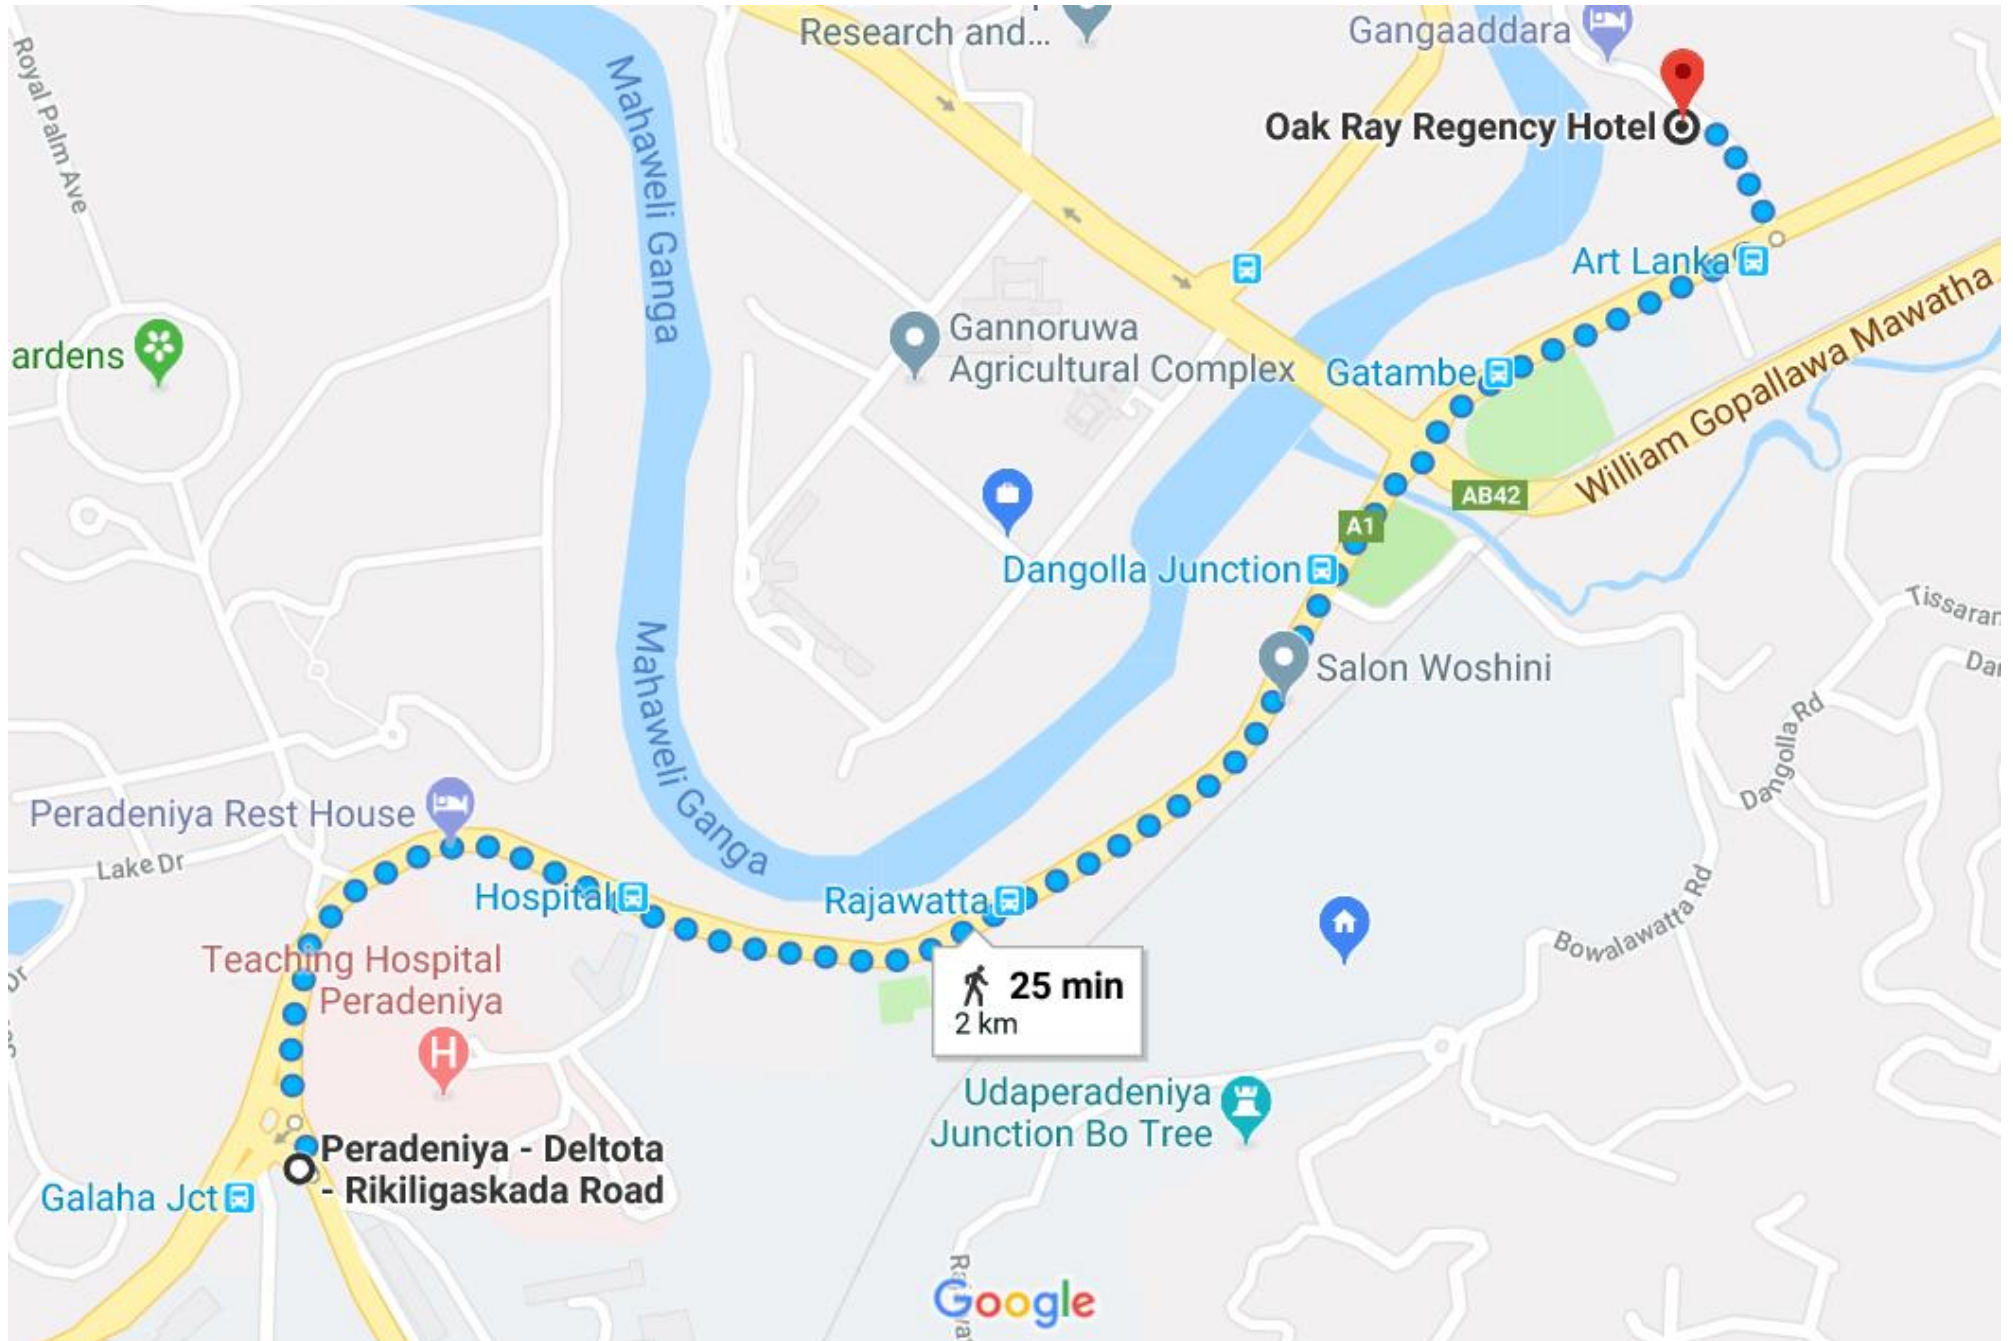 Research and...
Gangaaddara
Royal Palm Ave
Mahaweli Ganga
Oak Ray Regency Hotel
Art Lanka
ardens
Gannoruwa
Agricultural Complex
Gatambe
William Gopallawa Mawatha
AB42
A1
Dangolla Junction
Tissaran
Salon Woshini
Dan
Mahaweli Ganga
Dangolla Rd
Peradeniya Rest House
Lake Dr
Hospital
Rajawatta
Bowalawatta Rd
Teaching Hospital
Peradeniya
H
25 min
2 km
Udaperadeniya
Junction Bo Tree
Peradeniya - Deltota
- Rikiligaskada Road
Galaha Jct
Google